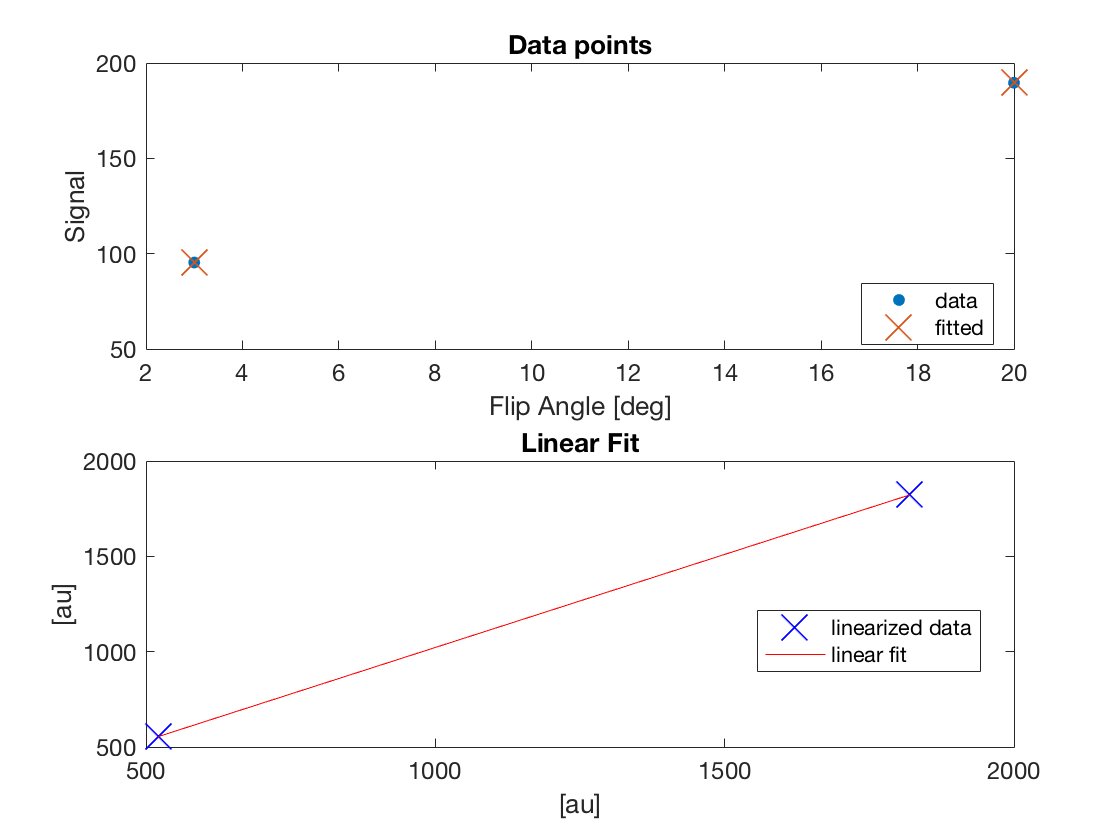 Data points
200
150
100
50
Signal
2 4 6 8 10 12 14 16 18 20
Flip Angle [deg]
data
fitted
Linear Fit
2000
1500
1000
500
[au]
500 1000 1500 2000
[au]
linearized data
linear fit